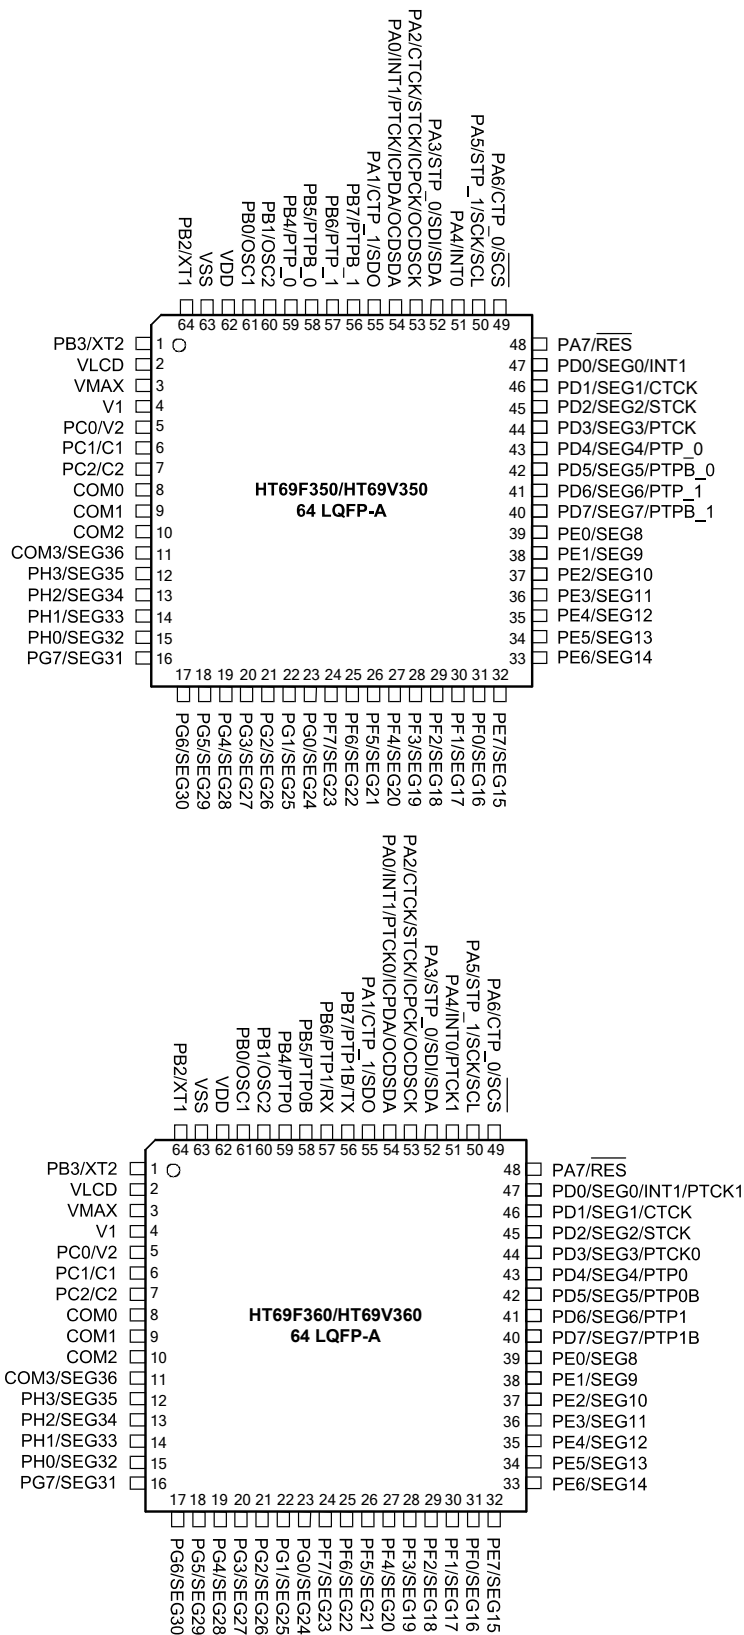 PB2/XT1
VSS
VDD
PB0/OSC1
PB1/OSC2
PB4/PTP_0
PB5/PTPB_0
PB6/PTP_1
PB7/PTPB_1
PA1/CTP_1/SDO
PA0/INT1/PTCK/ICPDA/OCDSDA
PA2/CTCK/STCK/ICPCK/OCDSCK
PA3/STP_0/SDI/SDA
PA4/INT0
PA5/STP_1/SCK/SCL
PA6/CTP_0/SCS
64 63 62 61 60 59 58 57 56 55 54 53 52 51 50 49
PB3/XT2 1 48 PA7/RES
VLCD 2 47 PD0/SEG0/INT1
VMAX 3 46 PD1/SEG1/CTCK
V1 4 45 PD2/SEG2/STCK
PC0/V2 5 44 PD3/SEG3/PTCK
PC1/C1 6 43 PD4/SEG4/PTP_0
PC2/C2 7 42 PD5/SEG5/PTPB_0
COM0 8 HT69F350/HT69V350 41 PD6/SEG6/PTP_1
COM1 9 64 LQFP-A 40 PD7/SEG7/PTPB_1
COM2 10 39 PE0/SEG8
COM3/SEG36 11 38 PE1/SEG9
PH3/SEG35 12 37 PE2/SEG10
PH2/SEG34 13 36 PE3/SEG11
PH1/SEG33 14 35 PE4/SEG12
PH0/SEG32 15 34 PE5/SEG13
PG7/SEG31 16 33 PE6/SEG14
17 18 19 20 21 22 23 24 25 26 27 28 29 30 31 32
PG6/SEG30
PG5/SEG29
PG4/SEG28
PG3/SEG27
PG2/SEG26
PG1/SEG25
PG0/SEG24
PF7/SEG23
PF6/SEG22
PF5/SEG21
PF4/SEG20
PF3/SEG19
PF2/SEG18
PF1/SEG17
PF0/SEG16
PE7/SEG15
PB2/XT1
VSS
VDD
PB0/OSC1
PB1/OSC2
PB4/PTP0
PB5/PTP0B
PB6/PTP1/RX
PB7/PTP1B/TX
PA1/CTP_1/SDO
PA0/INT1/PTCK0/ICPDA/OCDSDA
PA2/CTCK/STCK/ICPCK/OCDSCK
PA3/STP_0/SDI/SDA
PA4/INT0/PTCK1
PA5/STP_1/SCK/SCL
PA6/CTP_0/SCS
64 63 62 61 60 59 58 57 56 55 54 53 52 51 50 49
PB3/XT2 1 48 PA7/RES
VLCD 2 47 PD0/SEG0/INT1/PTCK1
VMAX 3 46 PD1/SEG1/CTCK
V1 4 45 PD2/SEG2/STCK
PC0/V2 5 44 PD3/SEG3/PTCK0
PC1/C1 6 43 PD4/SEG4/PTP0
PC2/C2 7 42 PD5/SEG5/PTP0B
COM0 8 HT69F360/HT69V360 41 PD6/SEG6/PTP1
COM1 9 64 LQFP-A 40 PD7/SEG7/PTP1B
COM2 10 39 PE0/SEG8
COM3/SEG36 11 38 PE1/SEG9
PH3/SEG35 12 37 PE2/SEG10
PH2/SEG34 13 36 PE3/SEG11
PH1/SEG33 14 35 PE4/SEG12
PH0/SEG32 15 34 PE5/SEG13
PG7/SEG31 16 33 PE6/SEG14
17 18 19 20 21 22 23 24 25 26 27 28 29 30 31 32
PG6/SEG30
PG5/SEG29
PG4/SEG28
PG3/SEG27
PG2/SEG26
PG1/SEG25
PG0/SEG24
PF7/SEG23
PF6/SEG22
PF5/SEG21
PF4/SEG20
PF3/SEG19
PF2/SEG18
PF1/SEG17
PF0/SEG16
PE7/SEG15